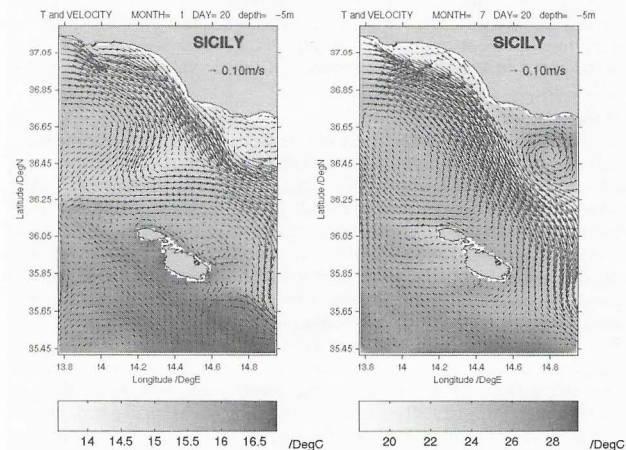 T and VELOCITY MONTH= 1 DAY= 20 depth= -5m
SICILY
→ 0.10m/s
Latitude /DegN
37.05
36.85
36.65
36.45
36.25
36.05
35.85
35.65
35.45
13.8 14 14.2 14.4 14.6 14.8
Longitude /DegE
14 14.5 15 15.5 16 16.5 /DegC
T and VELOCITY MONTH= 7 DAY= 20 depth= -5m
SICILY
→ 0.10m/s
Latitude /DegN
37.05
36.85
36.65
36.45
36.25
36.05
35.85
35.65
35.45
13.8 14 14.2 14.4 14.6 14.8
Longitude /DegE
20 22 24 26 28 /DegC